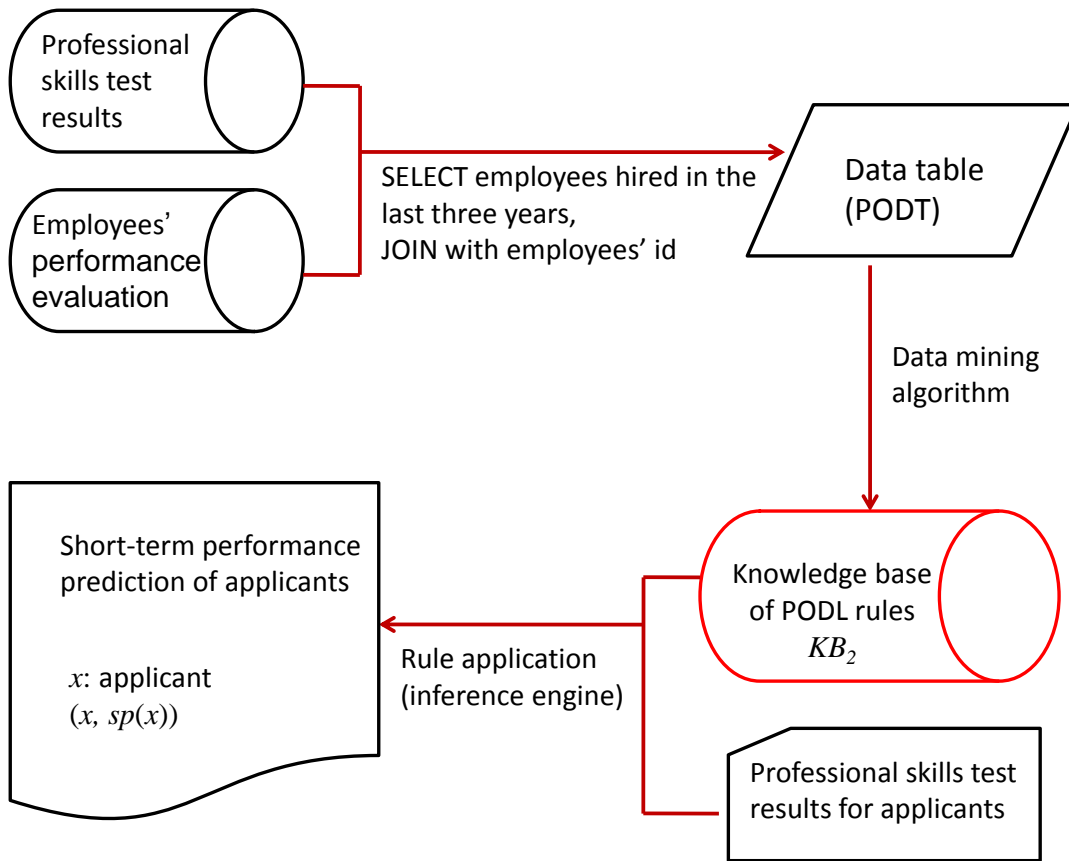 Professional
skills test
results
Employees’
performance
evaluation
SELECT employees hired in the
last three years,
JOIN with employees’ id
Data table
(PODT)
Data mining
algorithm
Knowledge base
of PODL rules
KB2
Professional skills test
results for applicants
Rule application
(inference engine)
Short-term performance
prediction of applicants
x: applicant
(x, sp(x))